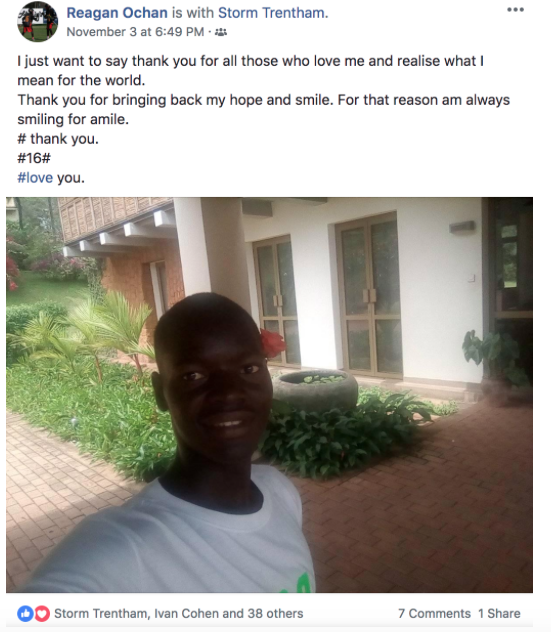 Reagan Ochan is with Storm Trentham.
November 3 at 6:49 PM ·
I just want to say thank you for all those who love me and realise what I
mean for the world.
Thank you for bringing back my hope and smile. For that reason am always
smiling for amile.
# thank you.
#16#
#love you.
Storm Trentham, Ivan Cohen and 38 others 7 Comments 1 Share